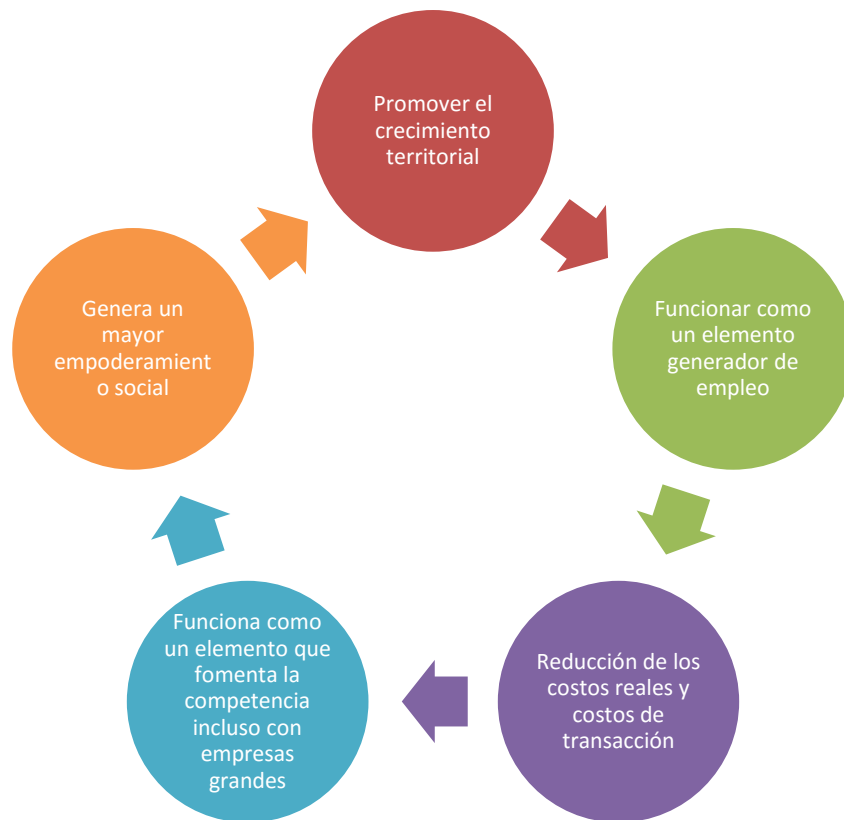 Promover el
crecimiento
territorial
Funcionar como
un elemento
generador de
empleo
Reducción de los
costos reales y
costos de
transacción
Funciona como
un elemento que
fomenta la
competencia
incluso con
empresas
grandes
Genera un
mayor
empoderamient
o social